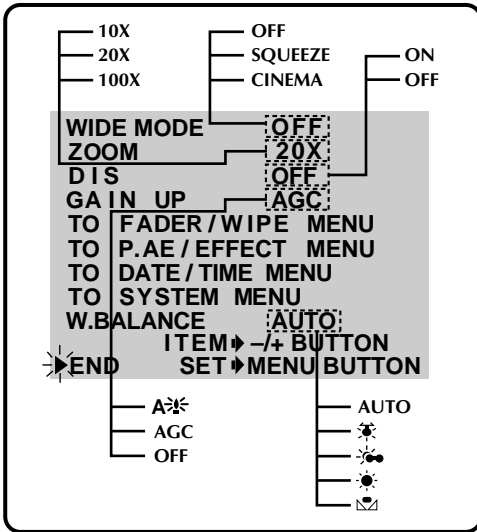 10X
20X
100X
OFF
SQUEEZE
CINEMA
ON
OFF
WIDE MODE OFF
ZOOM 20X
DIS OFF
GAIN UP AGC
TO FADER/WIPE MENU
TO P.AE/EFFECT MENU
TO DATE/TIME MENU
TO SYSTEM MENU
W.BALANCE AUTO
ITEM –/+ BUTTON
END SET MENU BUTTON
A
AGC
OFF
AUTO